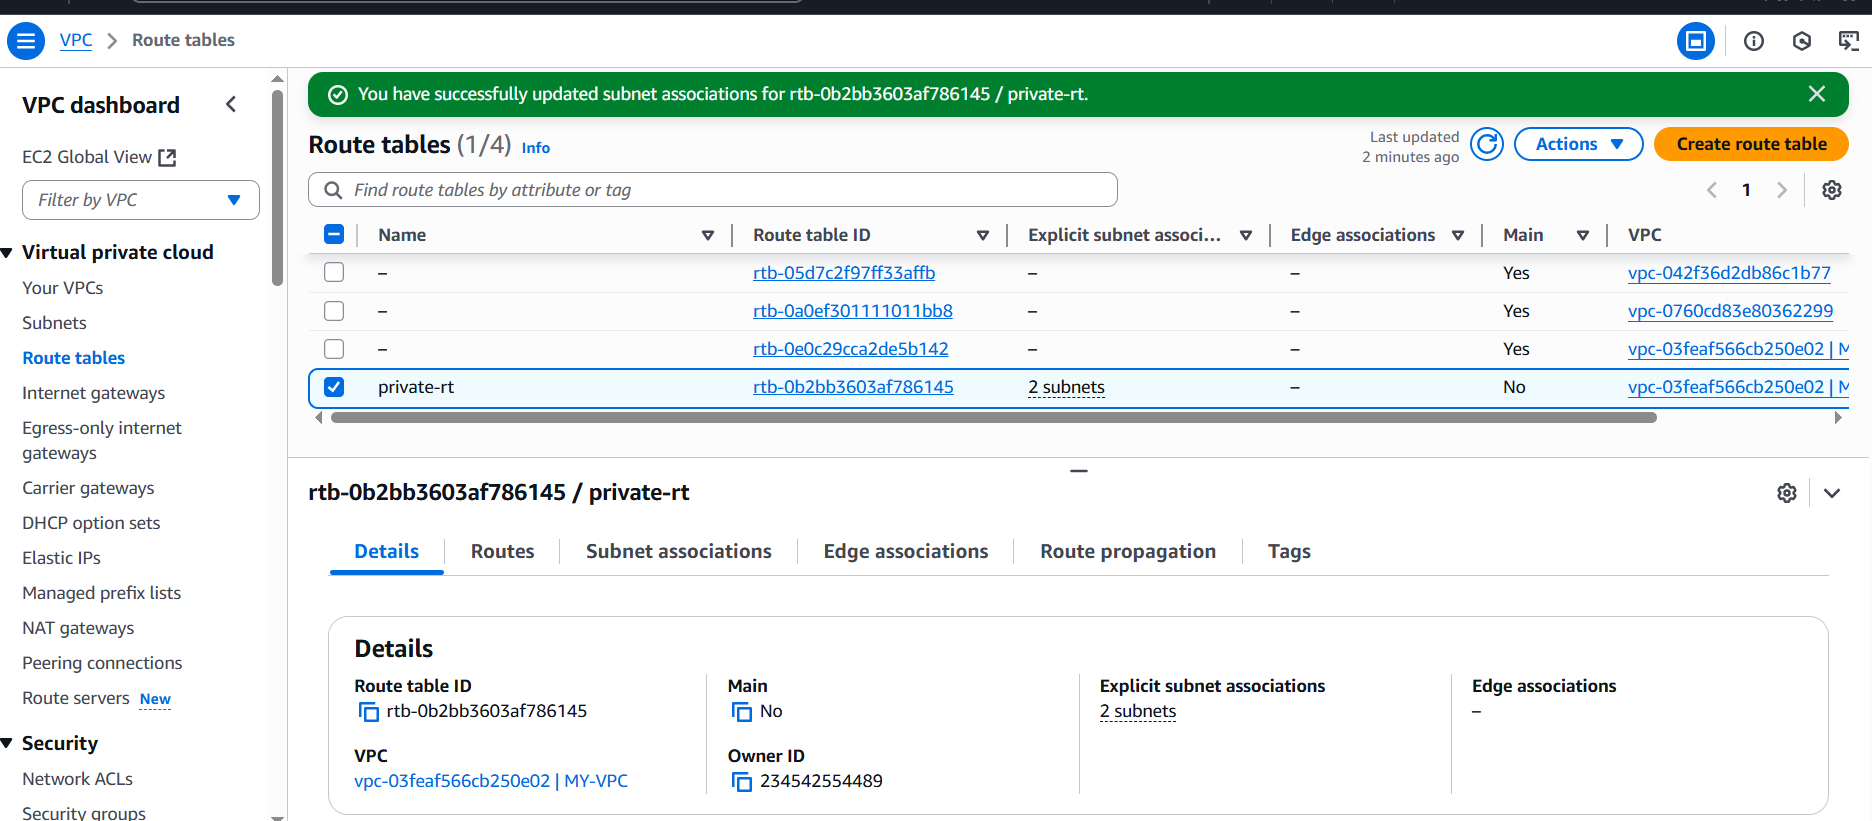 VPC > Route tables
VPC dashboard
EC2 Global View
Filter by VPC
Virtual private cloud
Your VPCs
Subnets
Route tables
Internet gateways
Egress-only internet
gateways
Carrier gateways
DHCP option sets
Elastic IPs
Managed prefix lists
NAT gateways
Peering connections
Route servers New
Security
Network ACLs
Security groups
You have successfully updated subnet associations for rtb-0b2bb3603af786145 / private-rt.
Route tables (1/4) Info
Last updated
2 minutes ago
Actions
Create route table
Find route tables by attribute or tag
1
Name Route table ID Explicit subnet associ... Edge associations Main VPC
– rtb-05d7c2f97ff33affb – – Yes vpc-042f36d2db86c1b77
– rtb-0a0ef301111011bb8 – – Yes vpc-0760cd83e80362299
– rtb-0e0c29cca2de5b142 – – Yes vpc-03feaf566cb250e02 | M
private-rt rtb-0b2bb3603af786145 2 subnets – No vpc-03feaf566cb250e02 | M
rtb-0b2bb3603af786145 / private-rt
Details Routes Subnet associations Edge associations Route propagation Tags
Details
Route table ID
rtb-0b2bb3603af786145
Main
No
Explicit subnet associations
2 subnets
Edge associations
–
VPC
vpc-03feaf566cb250e02 | MY-VPC
Owner ID
234542554489